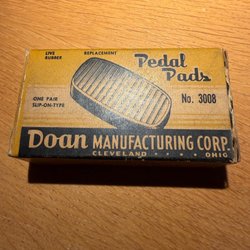 LIVE RUBBER
REPLACEMENT
Pedal Pads
ONE PAIR
SLIP-ON-TYPE
No. 3008
Doan MANUFACTURING CORP.
CLEVELAND • • • • OHIO